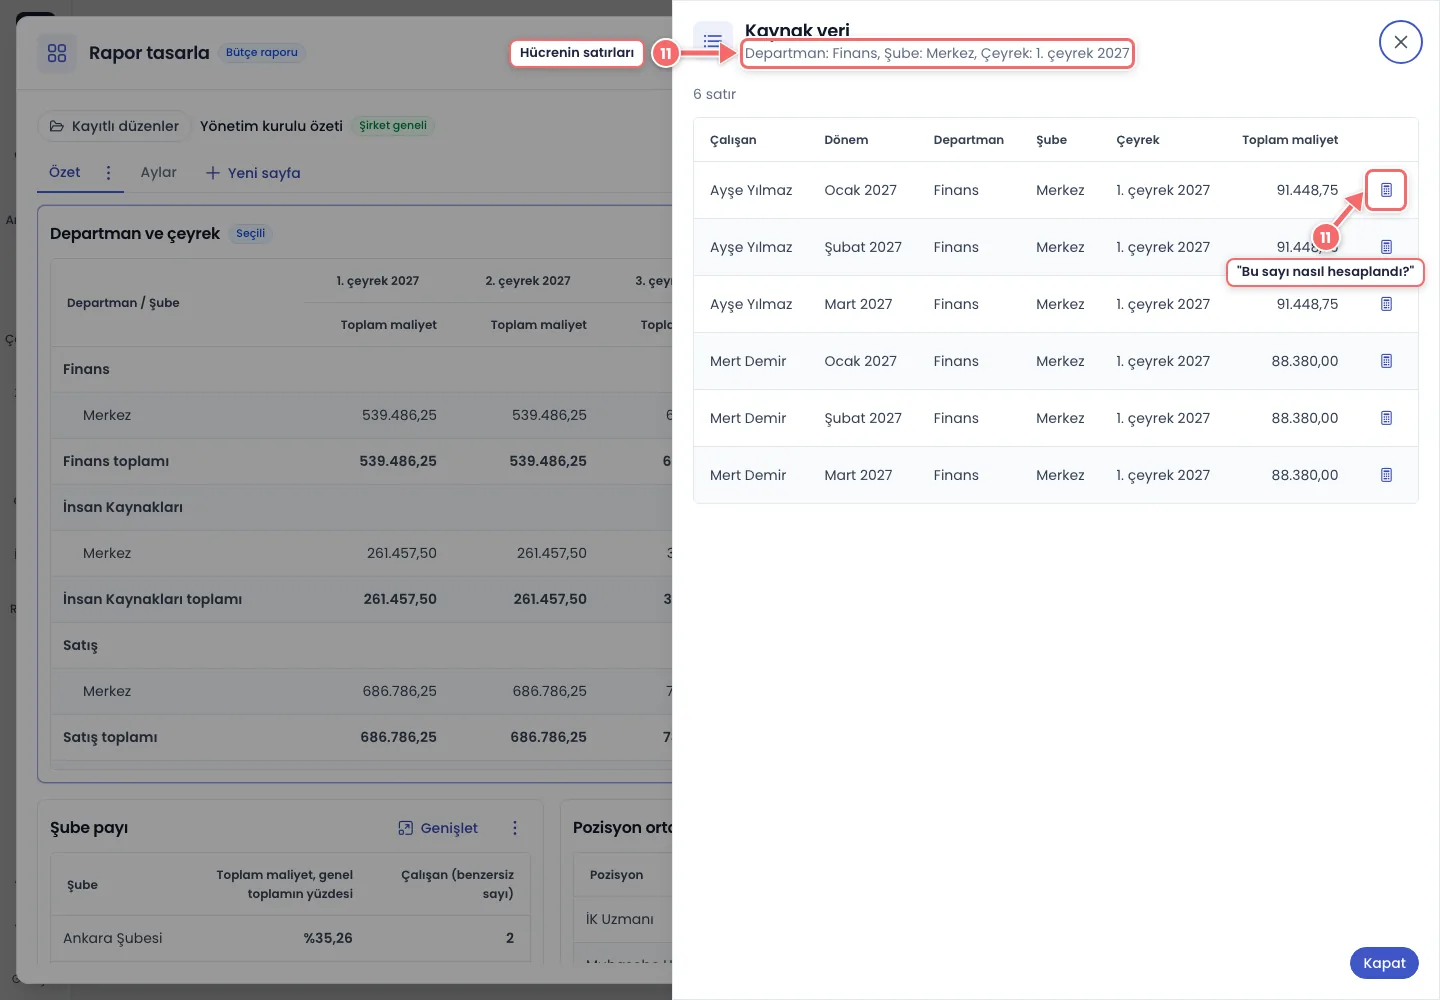 Rapor tasarla
Bütçe raporu
Kayıtlı düzenler
Yönetim kurulu özeti
Şirket geneli
Özet
Aylar
Yeni sayfa
Departman ve çeyrek
Seçili
Departman / Şube
1. çeyrek 2027 2. çeyrek 2027
Toplam maliyet Toplam maliyet
Finans
Merkez 539.486,25 539.486,25
Finans toplamı 539.486,25 539.486,25
İnsan Kaynakları
Merkez 261.457,50 261.457,50
İnsan Kaynakları toplamı 261.457,50 261.457,50
Satış
Merkez 686.786,25 686.786,25
Satış toplamı 686.786,25 686.786,25
Şube payı
Genişlet
Şube
Toplam maliyet, genel
toplamın yüzdesi
Çalışan (benzersiz
sayı)
Ankara Şubesi %35,26 2
Pozisyon
İK Uzmanı
Hücrenin satırları
11
Kaynak veri
Departman: Finans, Şube: Merkez, Çeyrek: 1. çeyrek 2027
6 satır
Çalışan Dönem Departman Şube Çeyrek Toplam maliyet
Ayşe Yılmaz Ocak 2027 Finans Merkez 1. çeyrek 2027 91.448,75
Ayşe Yılmaz Şubat 2027 Finans Merkez 1. çeyrek 2027
11
"Bu sayı nasıl hesaplandı?"
Ayşe Yılmaz Mart 2027 Finans Merkez 1. çeyrek 2027 91.448,75
Mert Demir Ocak 2027 Finans Merkez 1. çeyrek 2027 88.380,00
Mert Demir Şubat 2027 Finans Merkez 1. çeyrek 2027 88.380,00
Mert Demir Mart 2027 Finans Merkez 1. çeyrek 2027 88.380,00
Kapat